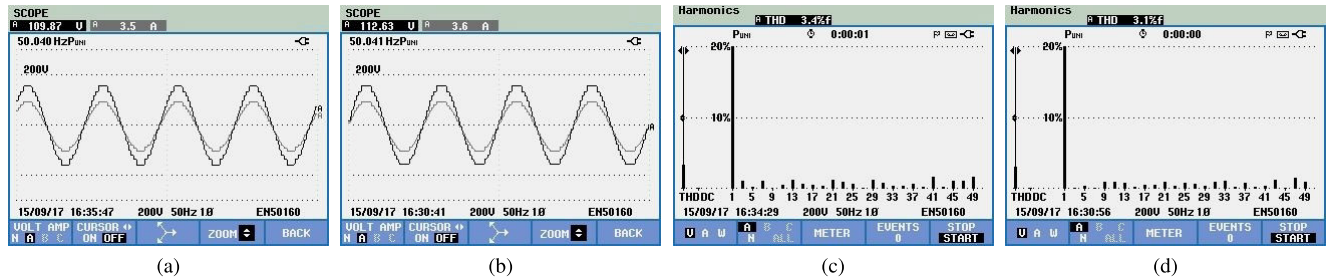 SCOPE
A 109.87 V A 3.5 A
50.040 HzPUNI
200V
15/09/17 16:35:47 200V 50Hz 1Ø EN50160
VOLT AMP CURSOR ZOOM BACK
N A B C ON OFF
(a)
SCOPE
A 112.63 V A 3.6 A
50.041 HzPUNI
200V
15/09/17 16:30:41 200V 50Hz 1Ø EN50160
VOLT AMP CURSOR ZOOM BACK
N A B C ON OFF
(b)
Harmonics
A THD 3.4%f
PUNI 0:00:01
20%
10%
THDDC 1 5 9 13 17 21 25 29 33 37 41 45 49
15/09/17 16:34:29 200V 50Hz 1Ø EN50160
V A W A B C METER EVENTS STOP
N ALL 0 START
(c)
Harmonics
A THD 3.1%f
PUNI 0:00:00
20%
10%
THDDC 1 5 9 13 17 21 25 29 33 37 41 45 49
15/09/17 16:30:56 200V 50Hz 1Ø EN50160
V A W A B C METER EVENTS STOP
N ALL 0 START
(d)